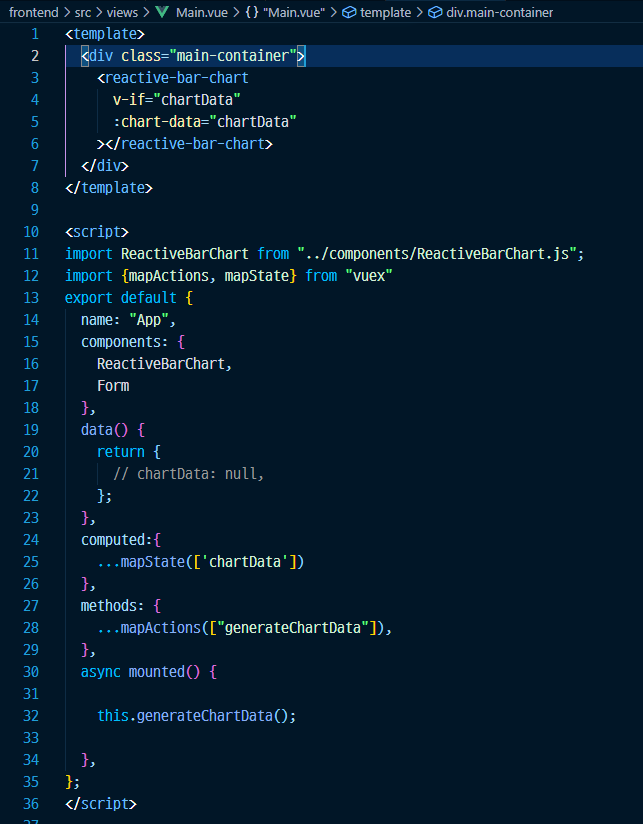 frontend > src > views > Main.vue > {} "Main.vue" > template > div.main-container
1 <template>
2   <div class="main-container">
3     <reactive-bar-chart
4       v-if="chartData"
5       :chart-data="chartData"
6     ></reactive-bar-chart>
7   </div>
8 </template>
9
10 <script>
11 import ReactiveBarChart from "../components/ReactiveBarChart.js";
12 import {mapActions, mapState} from "vuex"
13 export default {
14   name: "App",
15   components: {
16     ReactiveBarChart,
17     Form
18   },
19   data() {
20     return {
21       // chartData: null,
22     };
23   },
24   computed:{
25     ...mapState(['chartData'])
26   },
27   methods: {
28     ...mapActions(["generateChartData"]),
29   },
30   async mounted() {
31
32     this.generateChartData();
33
34   },
35 };
36 </script>
37